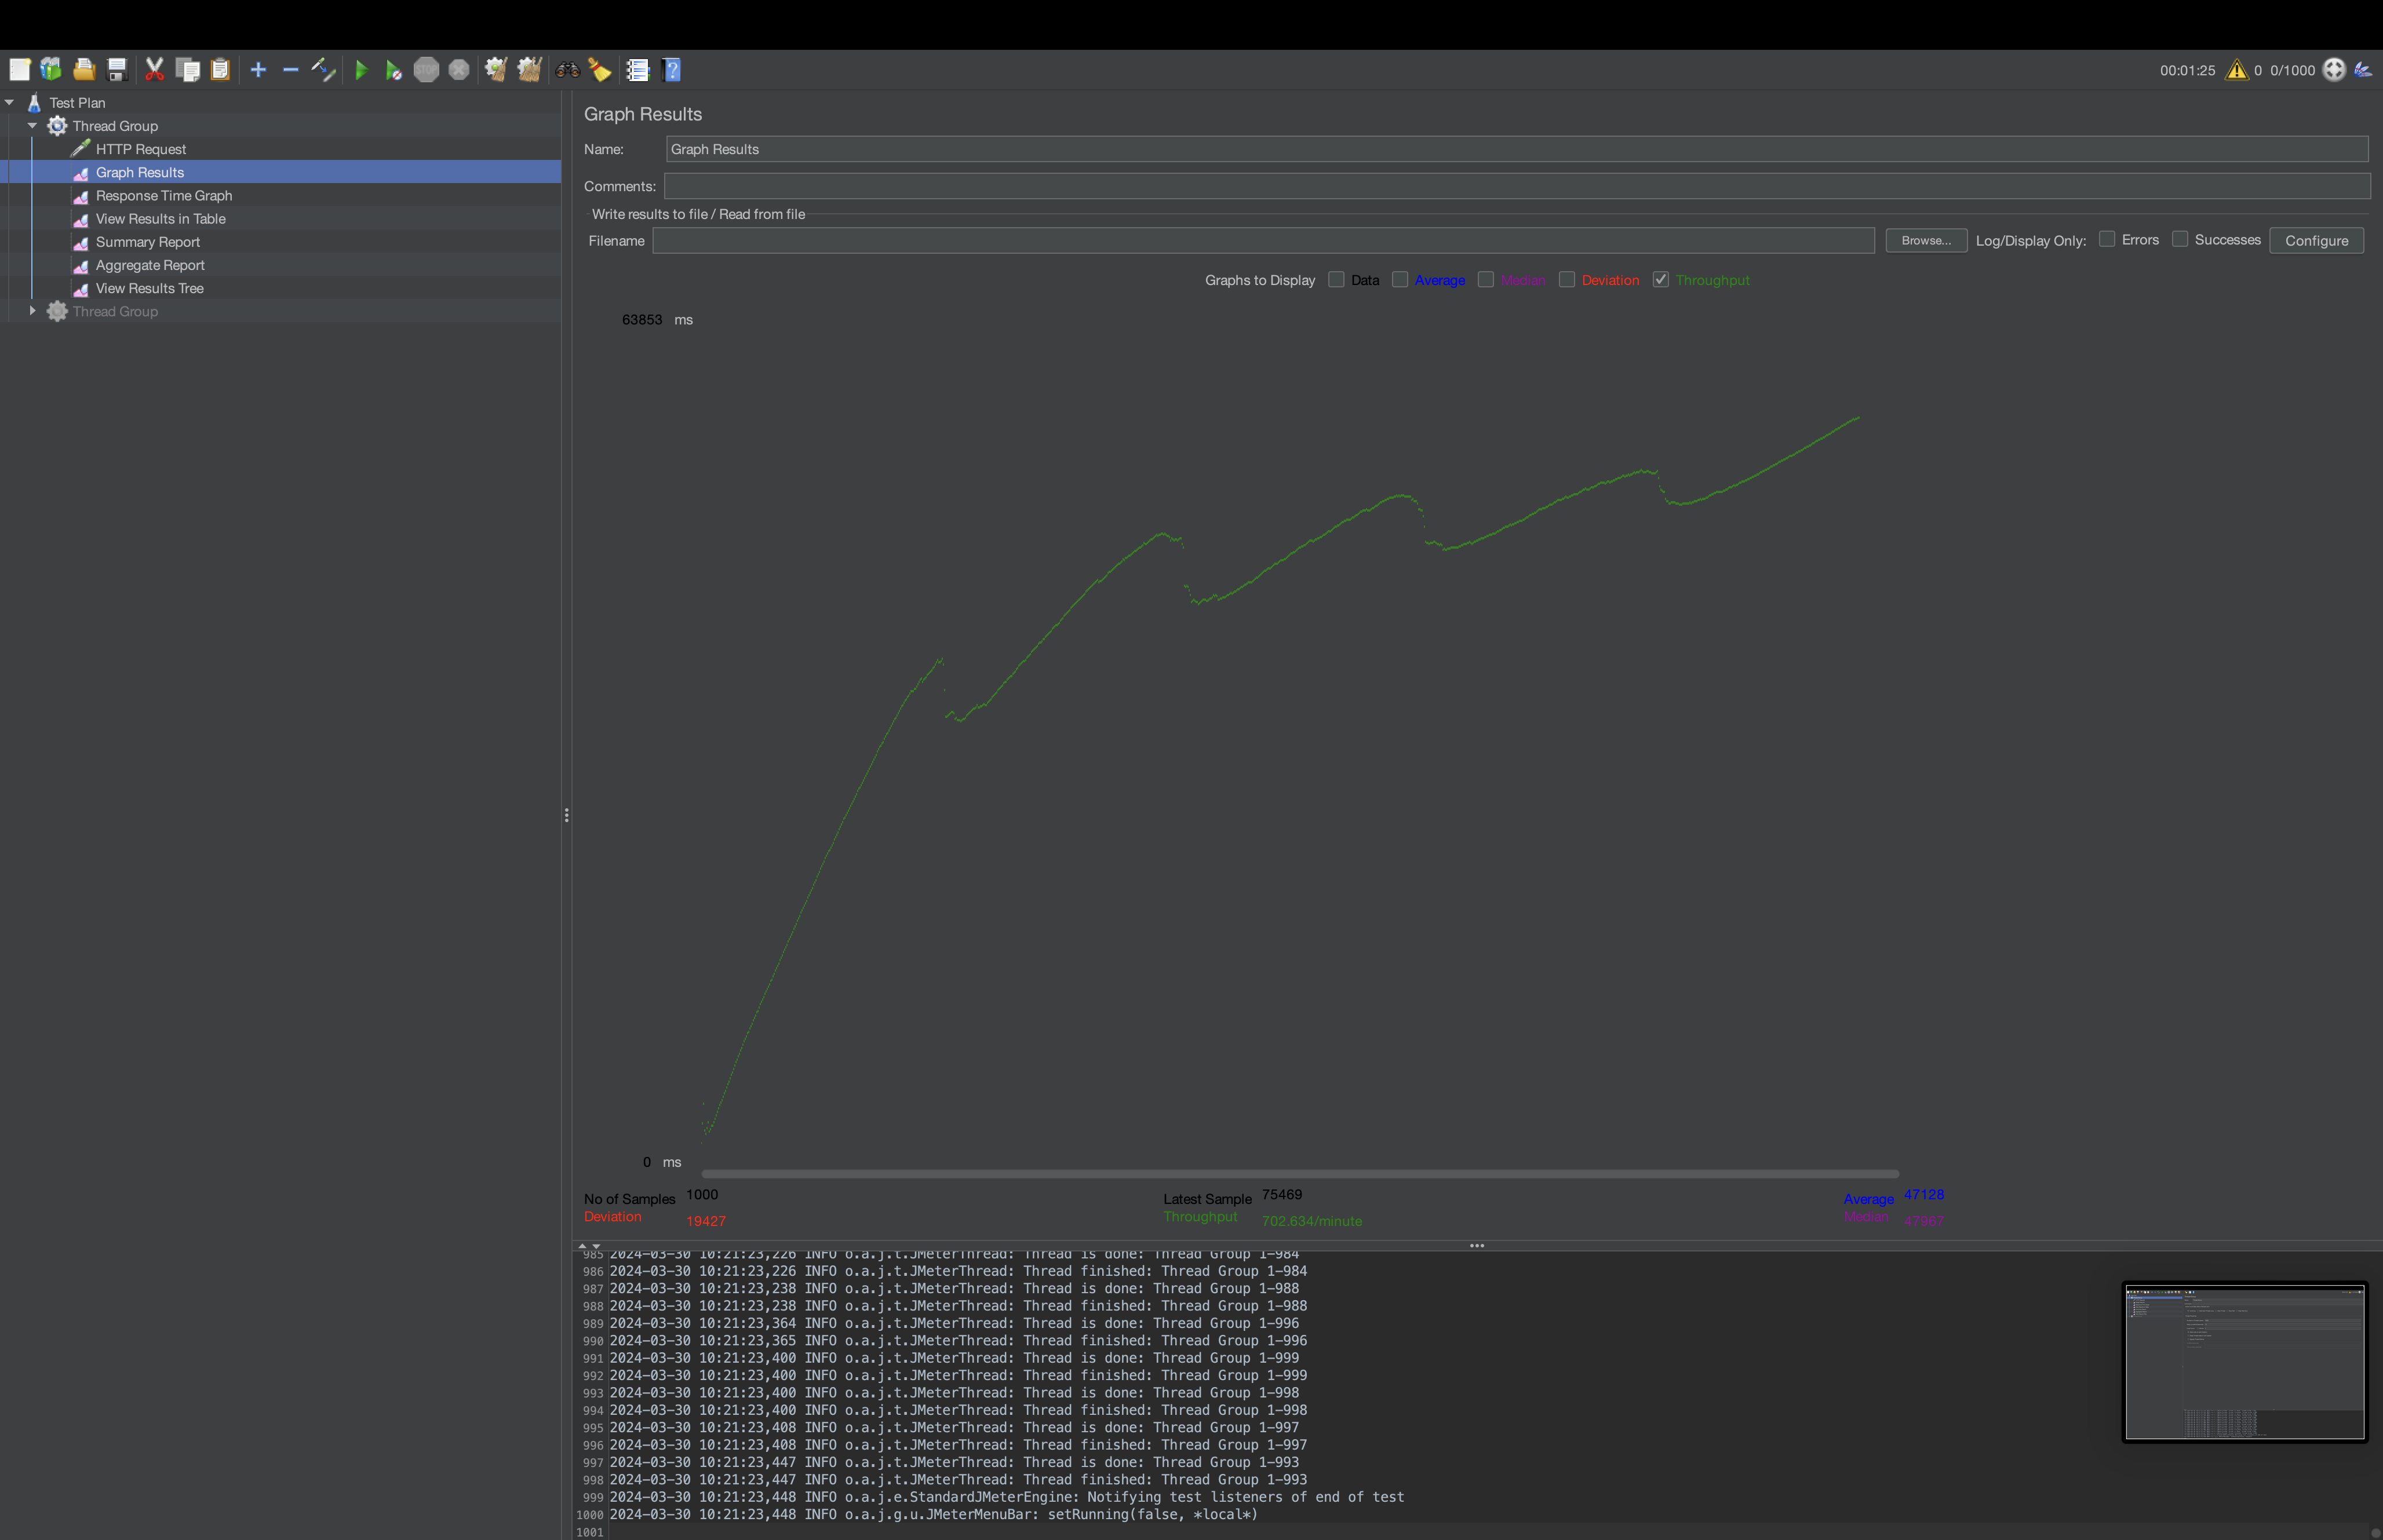 STOP
00:01:25 0 0/1000
Test Plan
Thread Group
HTTP Request
Graph Results
Response Time Graph
View Results in Table
Summary Report
Aggregate Report
View Results Tree
Thread Group
Graph Results
Name: Graph Results
Comments:
Write results to file / Read from file
Filename Browse... Log/Display Only: Errors Successes Configure
Graphs to Display Data Average Median Deviation Throughput
63853 ms
0 ms
No of Samples 1000 Latest Sample 75469 Average 47128
Deviation 19427 Throughput 702.634/minute Median
985 2024-03-30 10:21:23,226 INFO o.a.j.t.JMeterThread: Thread is done: Thread Group 1-984
986 2024-03-30 10:21:23,226 INFO o.a.j.t.JMeterThread: Thread finished: Thread Group 1-984
987 2024-03-30 10:21:23,238 INFO o.a.j.t.JMeterThread: Thread is done: Thread Group 1-988
988 2024-03-30 10:21:23,238 INFO o.a.j.t.JMeterThread: Thread finished: Thread Group 1-988
989 2024-03-30 10:21:23,364 INFO o.a.j.t.JMeterThread: Thread is done: Thread Group 1-996
990 2024-03-30 10:21:23,365 INFO o.a.j.t.JMeterThread: Thread finished: Thread Group 1-996
991 2024-03-30 10:21:23,400 INFO o.a.j.t.JMeterThread: Thread is done: Thread Group 1-999
992 2024-03-30 10:21:23,400 INFO o.a.j.t.JMeterThread: Thread finished: Thread Group 1-999
993 2024-03-30 10:21:23,400 INFO o.a.j.t.JMeterThread: Thread is done: Thread Group 1-998
994 2024-03-30 10:21:23,400 INFO o.a.j.t.JMeterThread: Thread finished: Thread Group 1-998
995 2024-03-30 10:21:23,408 INFO o.a.j.t.JMeterThread: Thread is done: Thread Group 1-997
996 2024-03-30 10:21:23,408 INFO o.a.j.t.JMeterThread: Thread finished: Thread Group 1-997
997 2024-03-30 10:21:23,447 INFO o.a.j.t.JMeterThread: Thread is done: Thread Group 1-993
998 2024-03-30 10:21:23,447 INFO o.a.j.t.JMeterThread: Thread finished: Thread Group 1-993
999 2024-03-30 10:21:23,448 INFO o.a.j.e.StandardJMeterEngine: Notifying test listeners of end of test
1000 2024-03-30 10:21:23,448 INFO o.a.j.g.u.JMeterMenuBar: setRunning(false, *local*)
1001